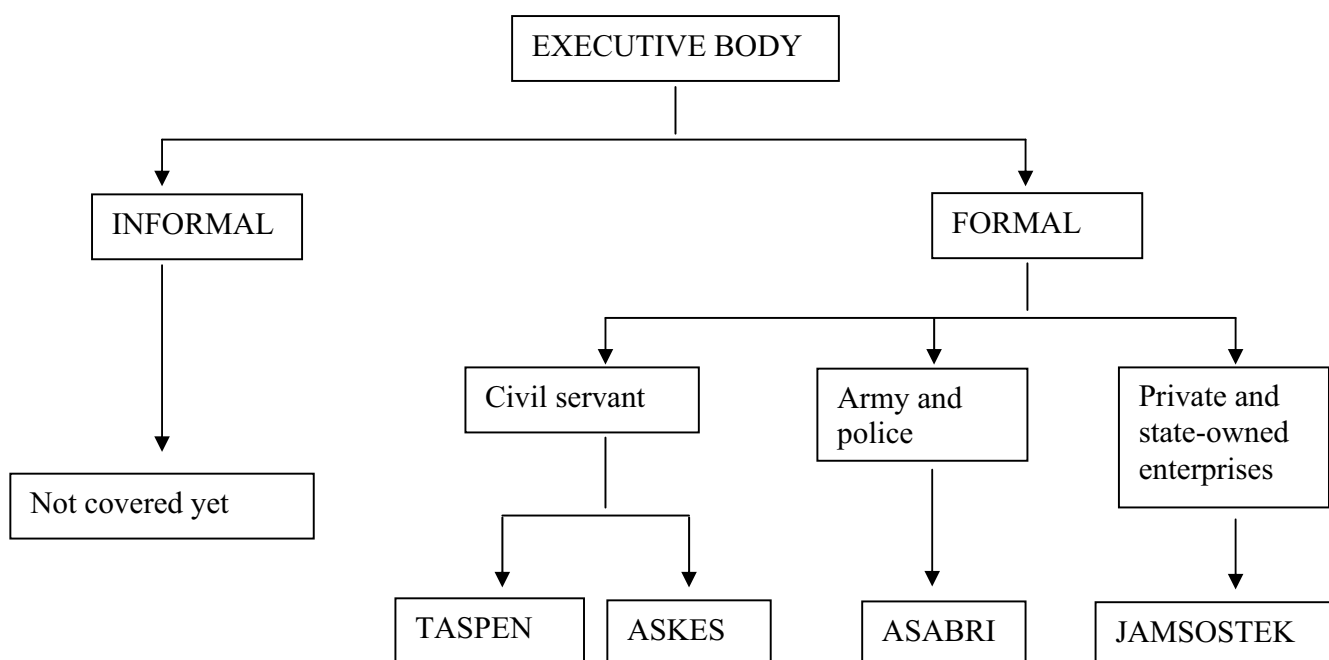 EXECUTIVE BODY
INFORMAL
FORMAL
Civil servant
Army and
police
Private and
state-owned
enterprises
Not covered yet
TASPEN
ASKES
ASABRI
JAMSOSTEK